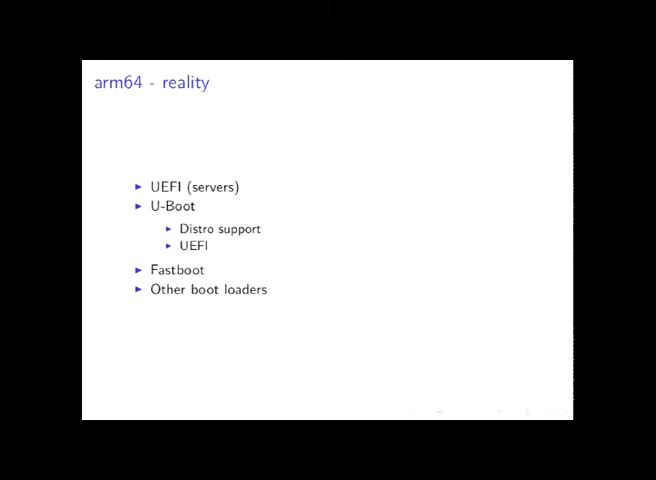 arm64 - reality
UEFI (servers)
U-Boot
Distro support
UEFI
Fastboot
Other boot loaders